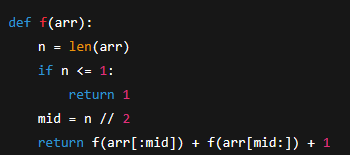 def f(arr):
    n = len(arr)
    if n <= 1:
        return 1
    mid = n // 2
    return f(arr[:mid]) + f(arr[mid:]) + 1